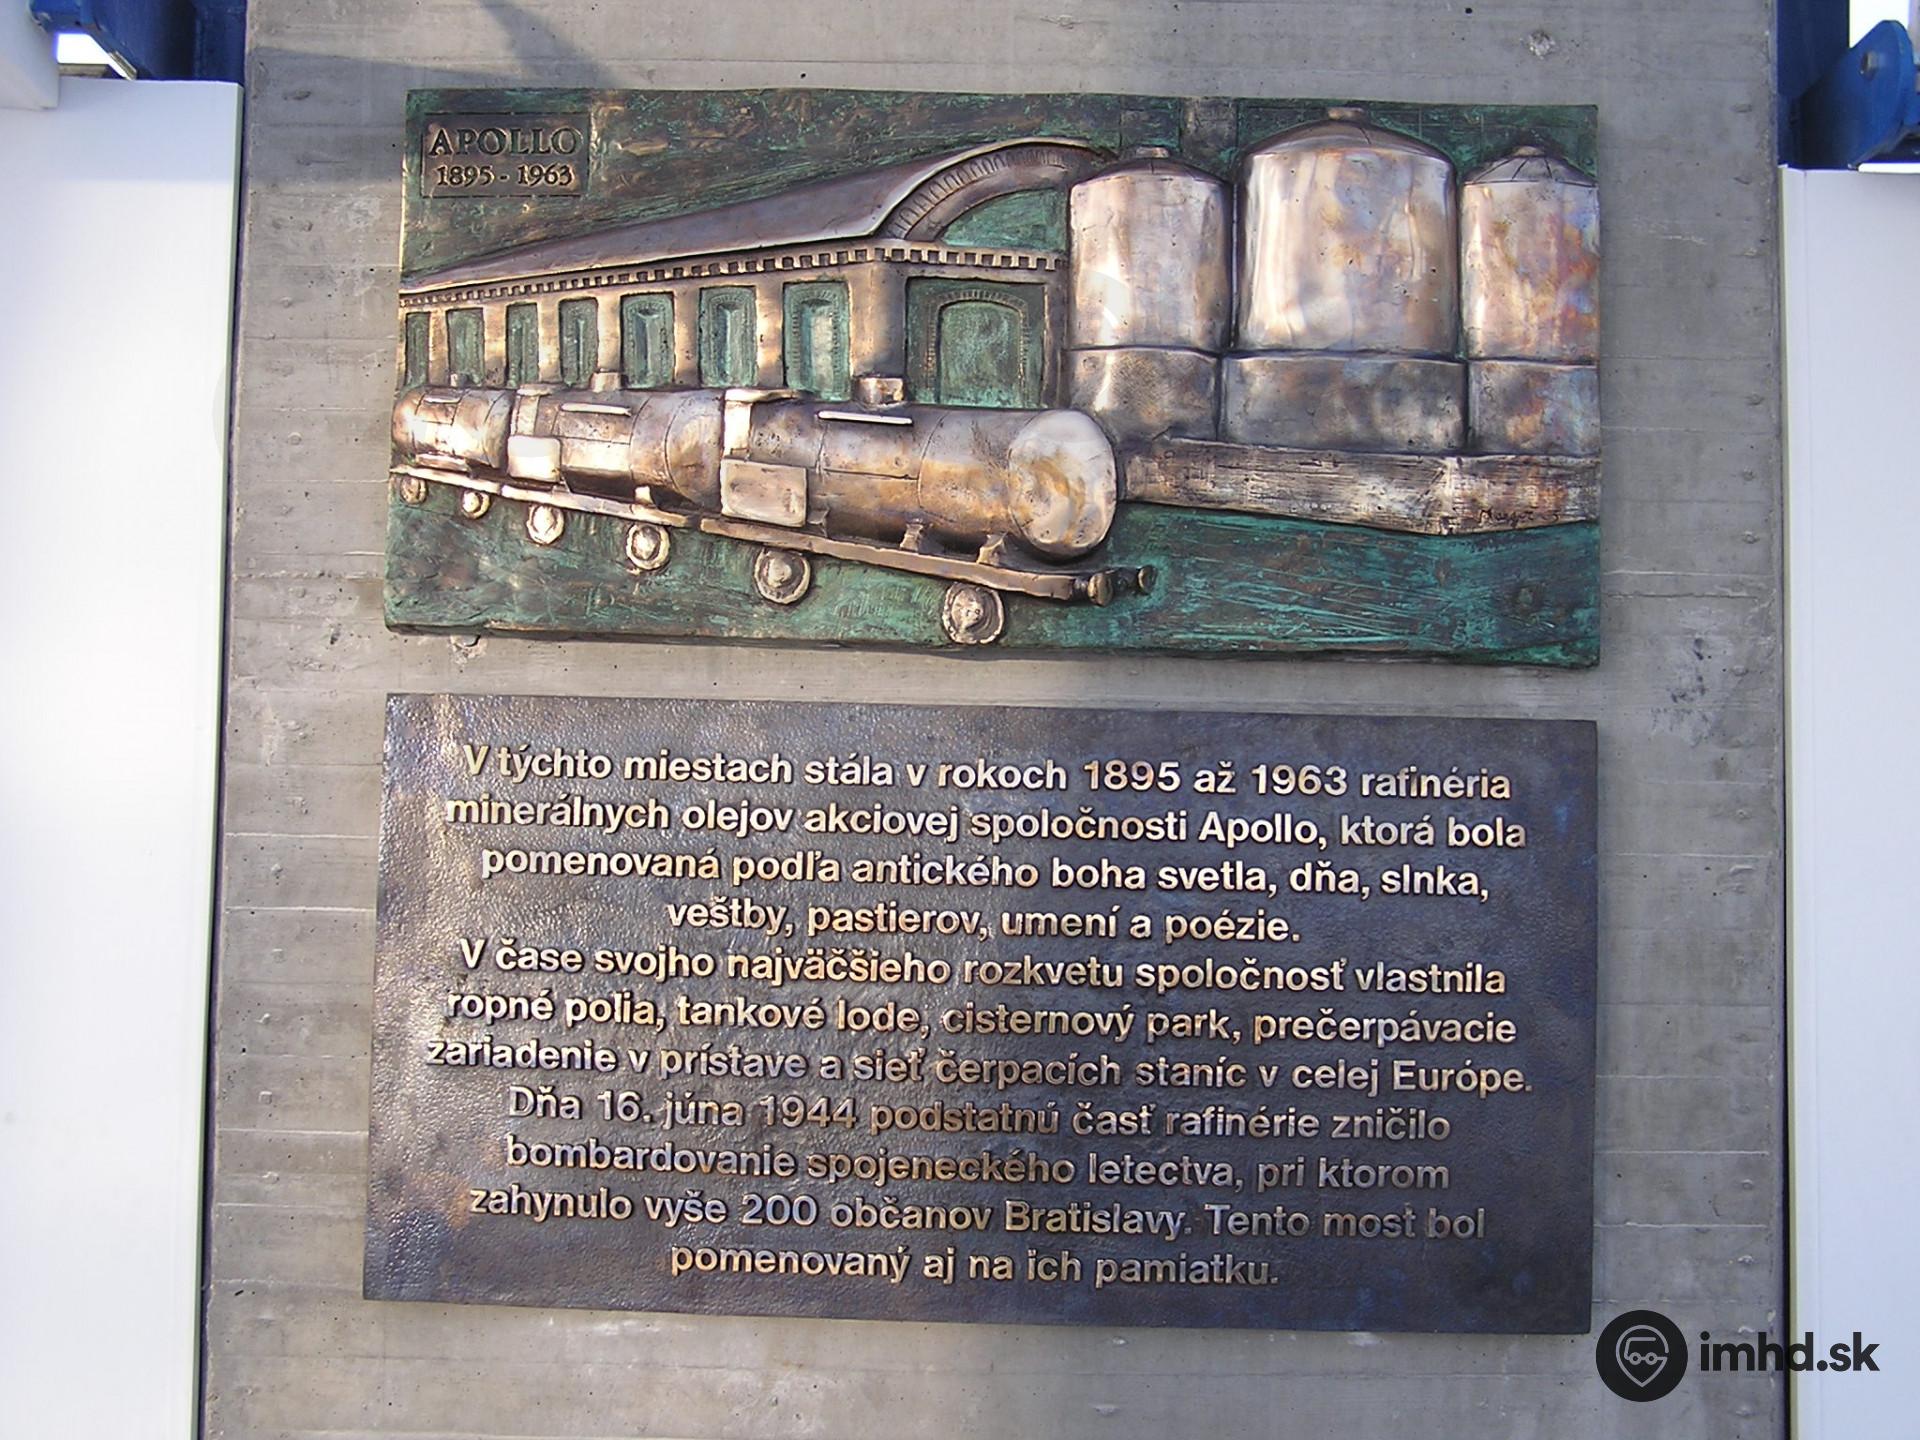 APOLLO
1895 - 1963
V týchto miestach stála v rokoch 1895 až 1963 rafinéria
minerálnych olejov akciovej spoločnosti Apollo, ktorá bola
pomenovaná podľa antického boha svetla, dňa, slnka,
veštby, pastierov, umení a poézie.
V čase svojho najväčšieho rozkvetu spoločnosť vlastnila
ropné polia, tankové lode, cisternový park, prečerpávacie
zariadenie v prístave a sieť čerpacích staníc v celej Európe.
Dňa 16. júna 1944 podstatnú časť rafinérie zničilo
bombardovanie spojeneckého letectva, pri ktorom
zahynulo vyše 200 občanov Bratislavy. Tento most bol
pomenovaný aj na ich pamiatku.
imhd.sk